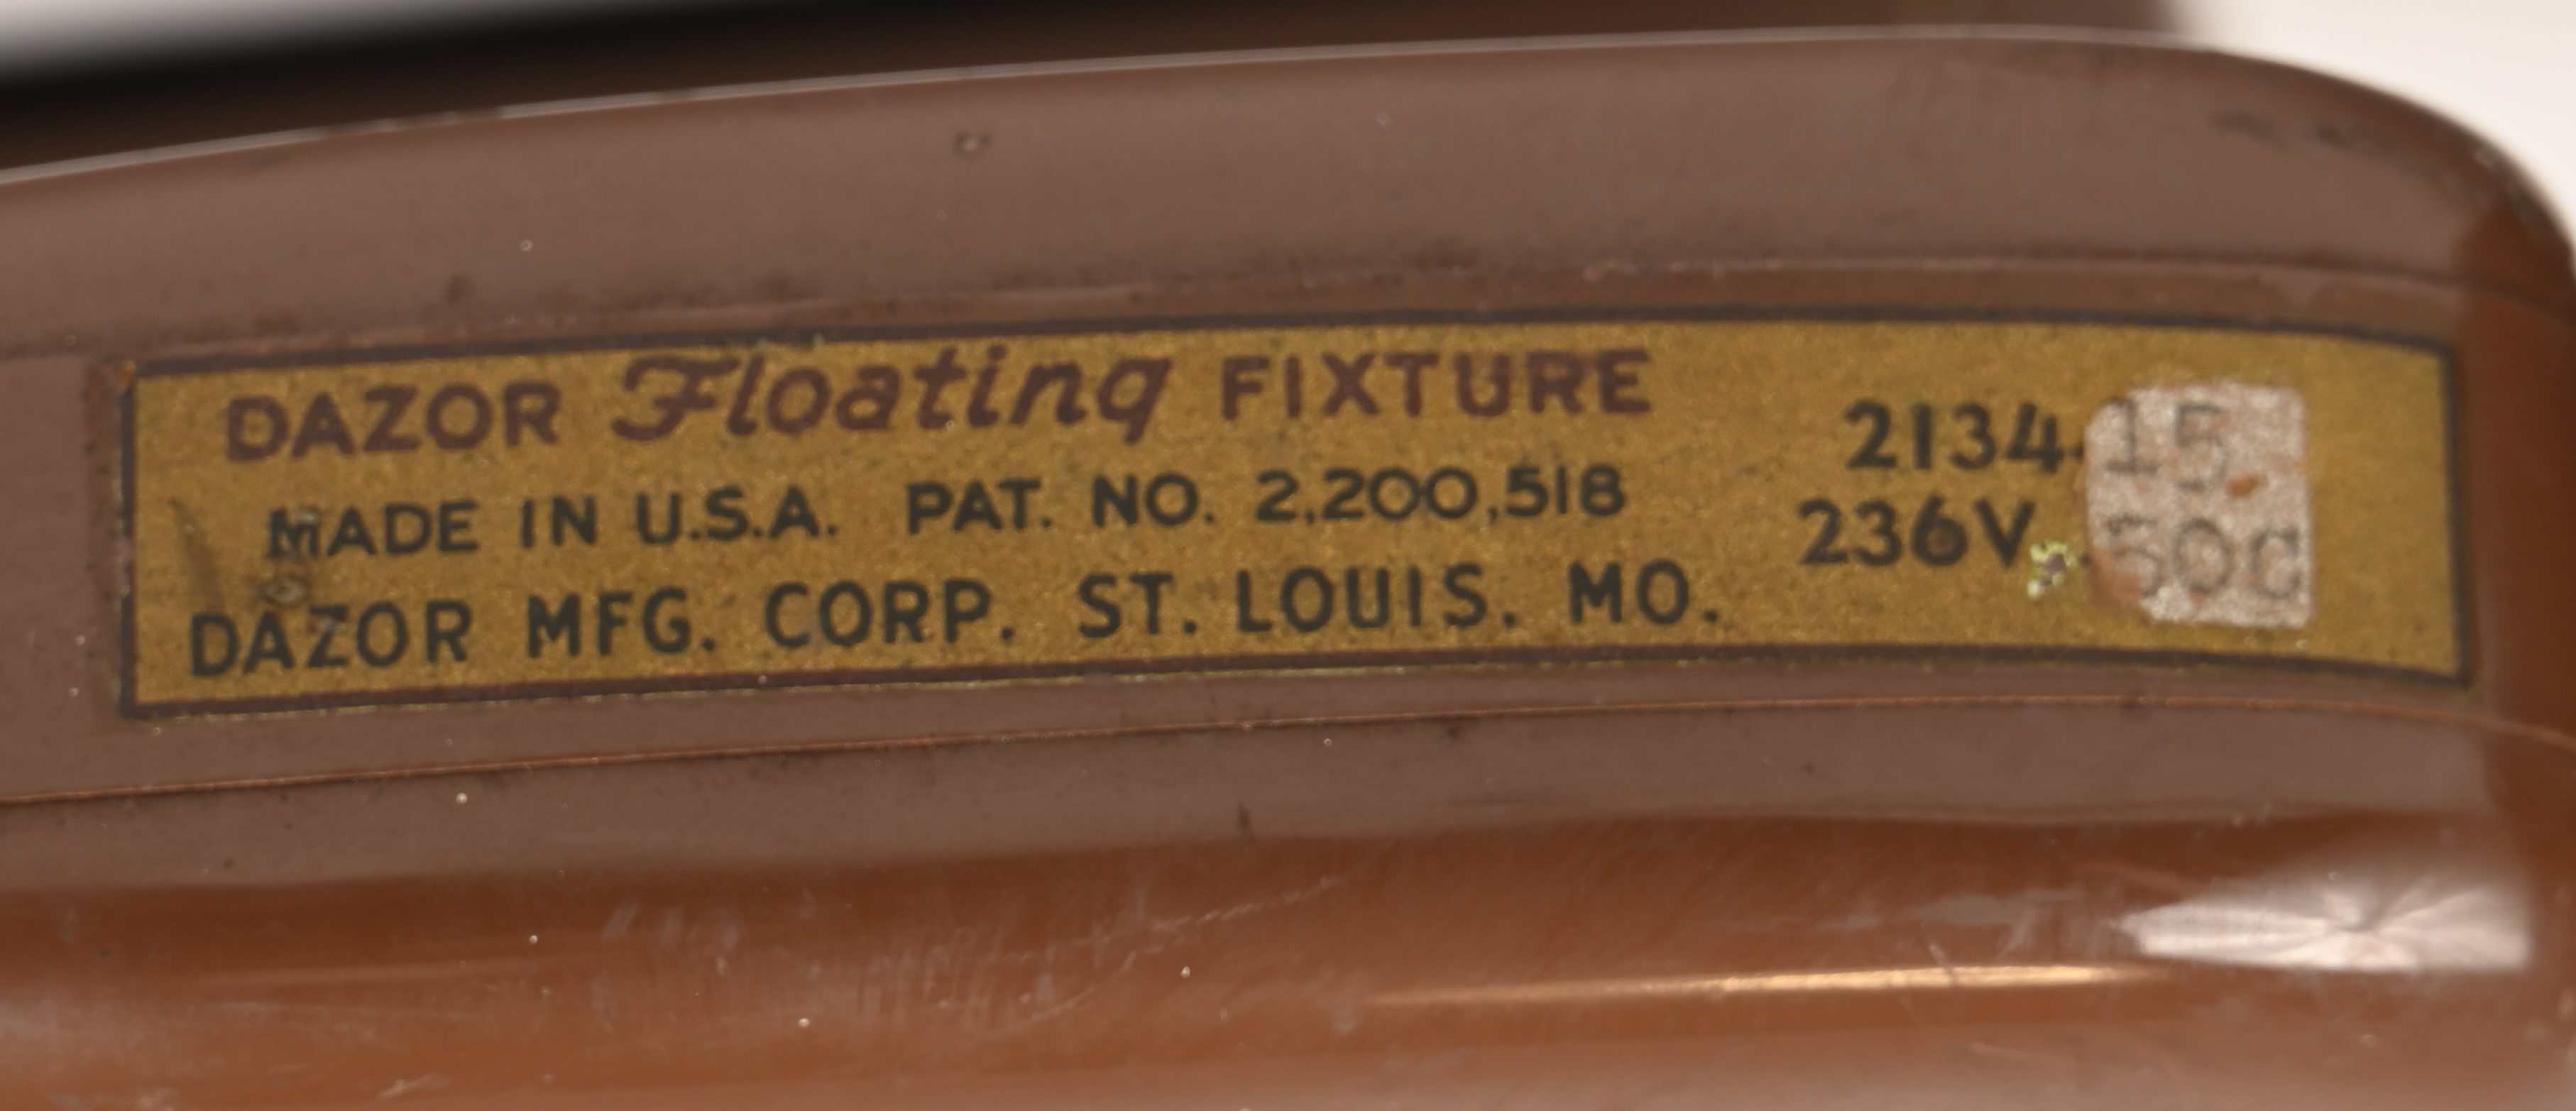 DAZOR Floating FIXTURE
MADE IN U.S.A. PAT. NO. 2,200,518
DAZOR MFG. CORP. ST. LOUIS. MO.
2134-15
236V-50C